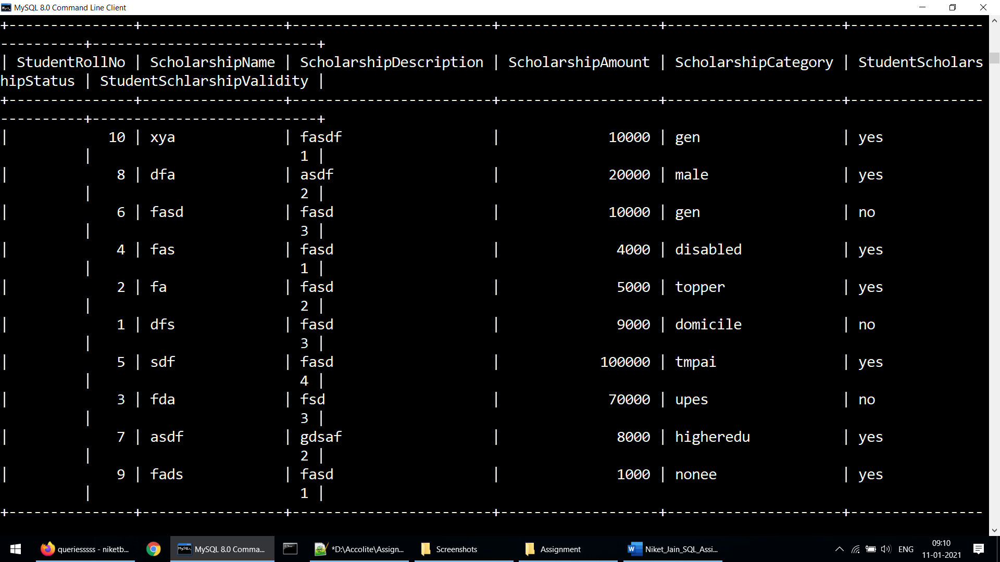 MySQL 8.0 Command Line Client
+---------------+-----------------+------------------------+-------------------+---------------------+----------------
----------+---------------------------+
| StudentRollNo | ScholarshipName | ScholarshipDescription | ScholarshipAmount | ScholarshipCategory | StudentScholars
hipStatus | StudentSchlarshipValidity |
+---------------+-----------------+------------------------+-------------------+---------------------+----------------
----------+---------------------------+
|            10 | xya             | fasdf                  |             10000 | gen                 | yes
          |                         1 |
|             8 | dfa             | asdf                   |             20000 | male                | yes
          |                         2 |
|             6 | fasd            | fasd                   |             10000 | gen                 | no
          |                         3 |
|             4 | fas             | fasd                   |              4000 | disabled            | yes
          |                         1 |
|             2 | fa              | fasd                   |              5000 | topper              | yes
          |                         2 |
|             1 | dfs             | fasd                   |              9000 | domicile            | no
          |                         3 |
|             5 | sdf             | fasd                   |            100000 | tmpai               | yes
          |                         4 |
|             3 | fda             | fsd                    |             70000 | upes                | no
          |                         3 |
|             7 | asdf            | gdsaf                  |              8000 | higheredu           | yes
          |                         2 |
|             9 | fads            | fasd                   |              1000 | nonee               | yes
          |                         1 |
+---------------+-----------------+------------------------+-------------------+---------------------+----------------
queriesssss - niketb... MySQL 8.0 Comma... *D:\Accolite\Assign... Screenshots Assignment Niket_Jain_SQL_Assi... ENG 09:10
11-01-2021